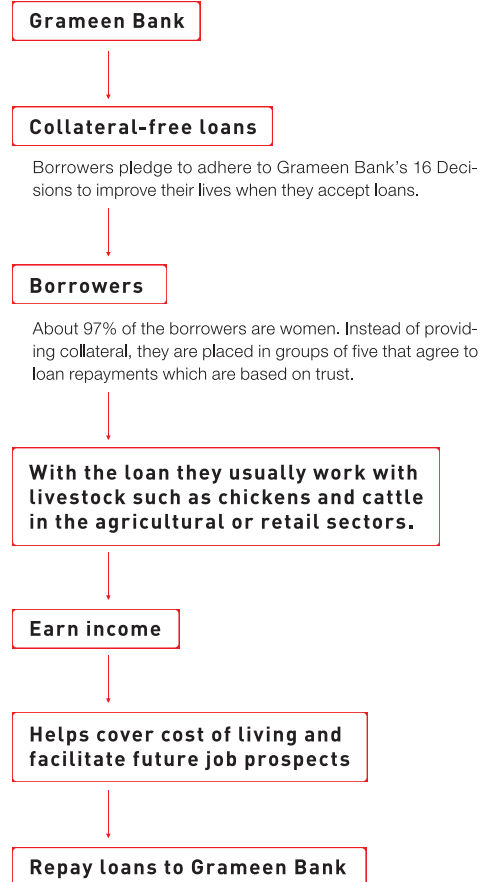 Grameen Bank
Collateral-free loans
Borrowers pledge to adhere to Grameen Bank's 16 Deci-
sions to improve their lives when they accept loans.
Borrowers
About 97% of the borrowers are women. Instead of provid-
ing collateral, they are placed in groups of five that agree to
loan repayments which are based on trust.
With the loan they usually work with
livestock such as chickens and cattle
in the agricultural or retail sectors.
Earn income
Helps cover cost of living and
facilitate future job prospects
Repay loans to Grameen Bank